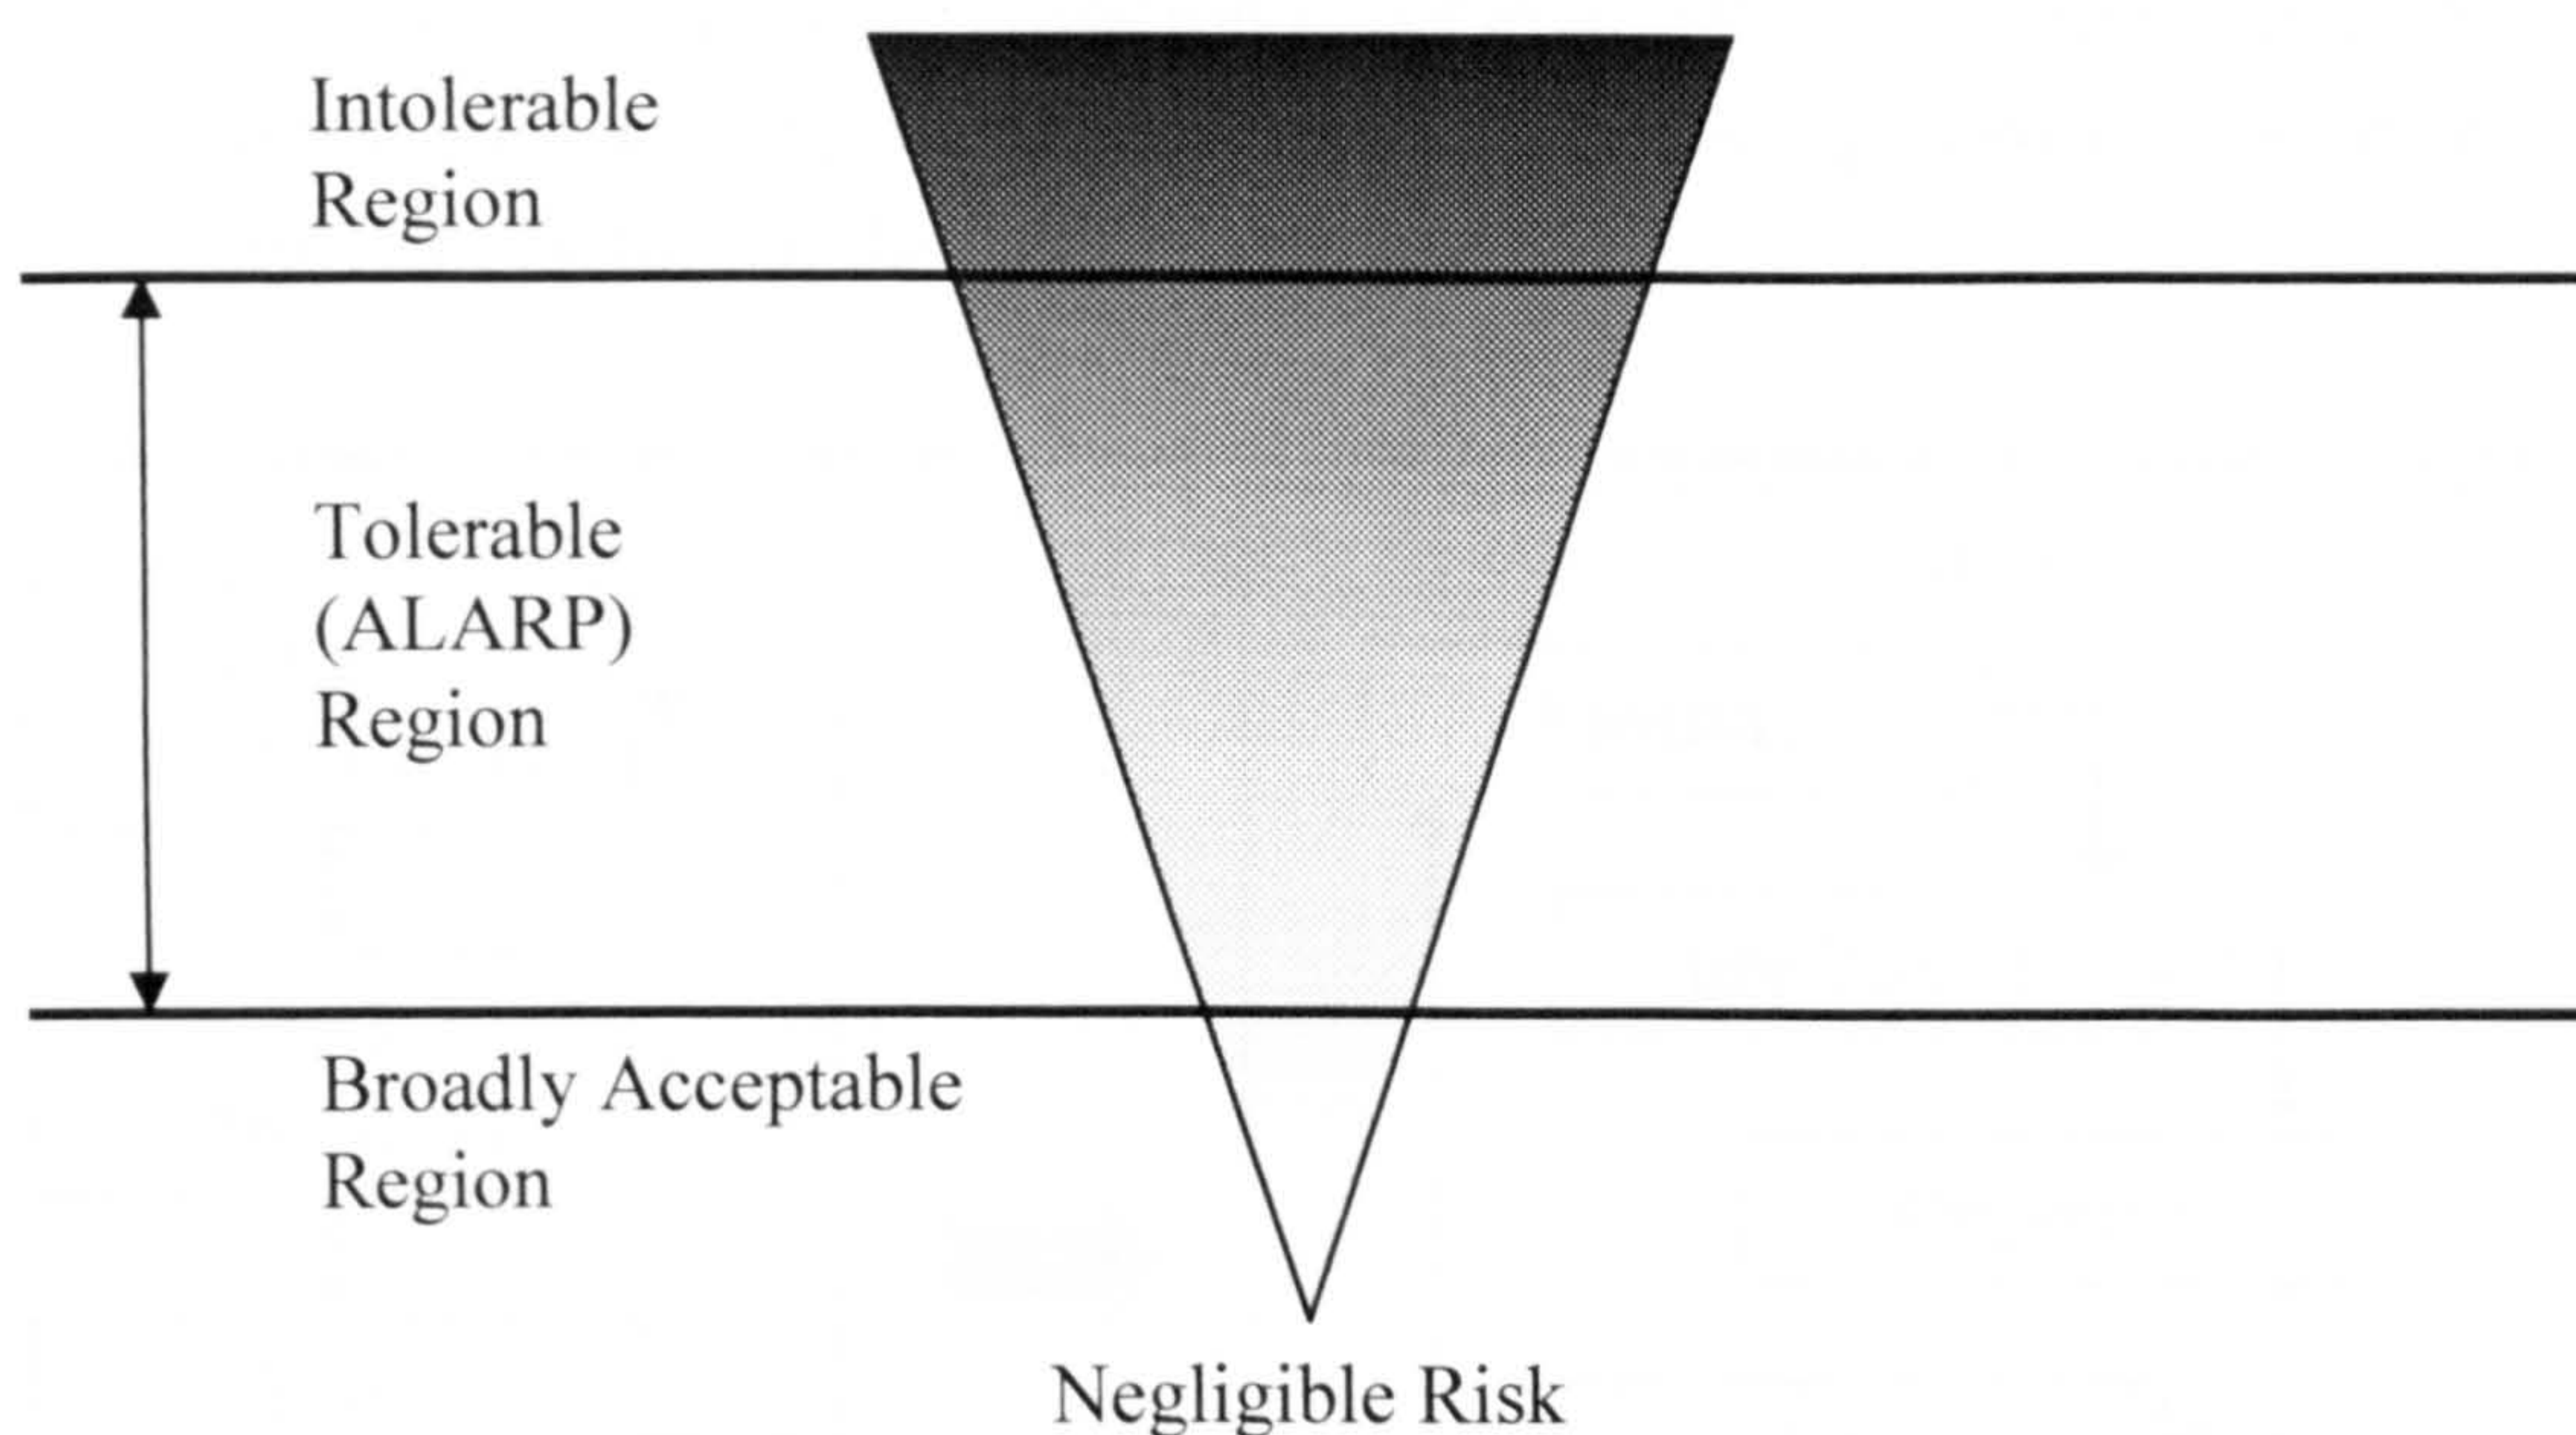 Intolerable
Region
Tolerable
(ALARP)
Region
Broadly Acceptable
Region
Negligible Risk